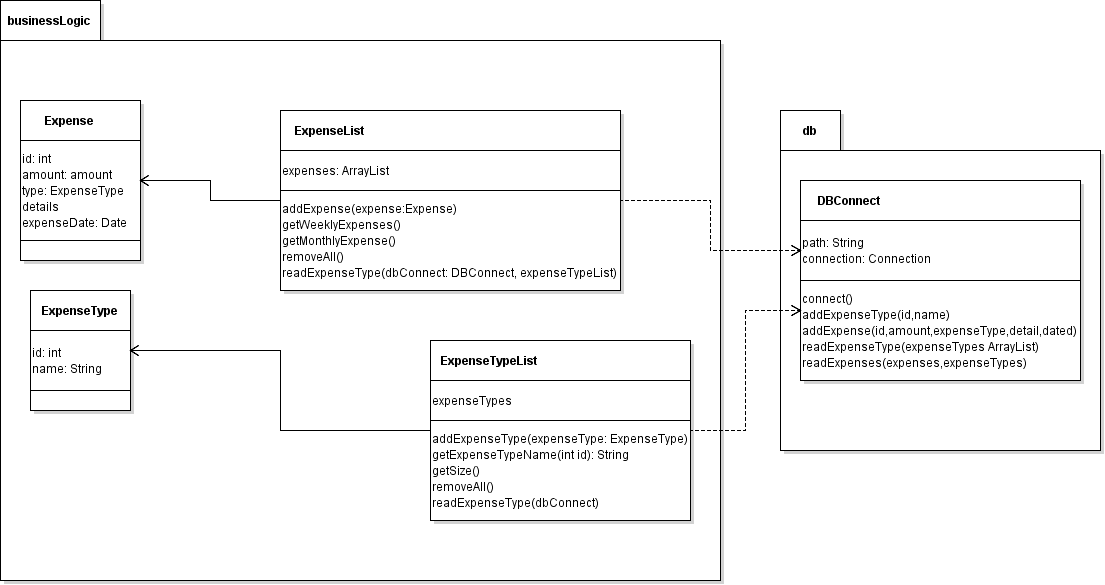 businessLogic
Expense
id: int
amount: amount
type: ExpenseType
details
expenseDate: Date
ExpenseList
expenses: ArrayList
addExpense(expense:Expense)
getWeeklyExpenses()
getMonthlyExpense()
removeAll()
readExpenseType(dbConnect: DBConnect, expenseTypeList)
ExpenseType
id: int
name: String
ExpenseTypeList
expenseTypes
addExpenseType(expenseType: ExpenseType)
getExpenseTypeName(int id): String
getSize()
removeAll()
readExpenseType(dbConnect)
db
DBConnect
path: String
connection: Connection
connect()
addExpenseType(id,name)
addExpense(id,amount,expenseType,detail,dated)
readExpenseType(expenseTypes ArrayList)
readExpenses(expenses,expenseTypes)